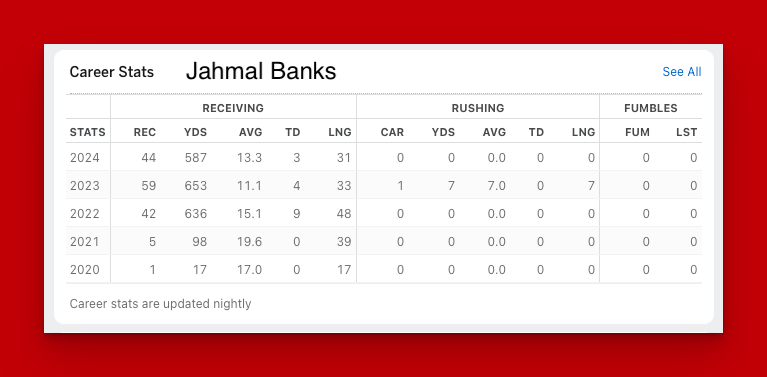 Career Stats Jahmal Banks See All
RECEIVING RUSHING FUMBLES
STATS REC YDS AVG TD LNG CAR YDS AVG TD LNG FUM LST
2024 44 587 13.3 3 31 0 0 0.0 0 0 0 0
2023 59 653 11.1 4 33 1 7 7.0 0 7 0 0
2022 42 636 15.1 9 48 0 0 0.0 0 0 0 0
2021 5 98 19.6 0 39 0 0 0.0 0 0 0 0
2020 1 17 17.0 0 17 0 0 0.0 0 0 0 0
Career stats are updated nightly